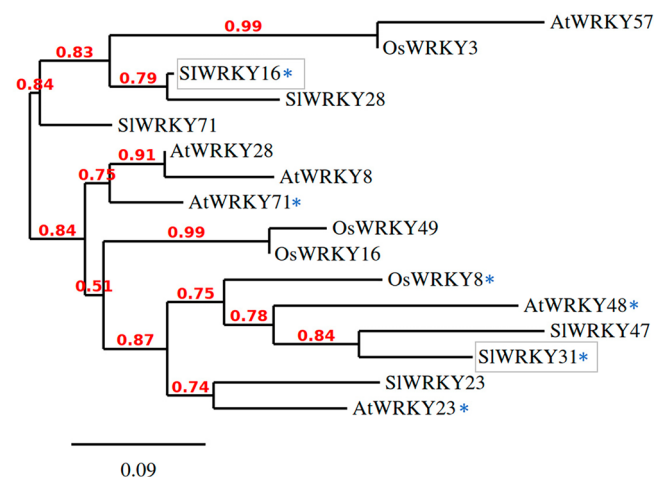 0.99
AtWRKY57
OsWRKY3
0.83
0.79
SlWRKY16*
SlWRKY28
0.84
SlWRKY71
0.91
AtWRKY28
AtWRKY8
0.75
AtWRKY71*
0.84
0.99
OsWRKY49
OsWRKY16
0.51
OsWRKY8*
0.75
AtWRKY48*
0.78
SlWRKY47
0.84
SlWRKY31*
0.87
SlWRKY23
0.74
AtWRKY23*
0.09